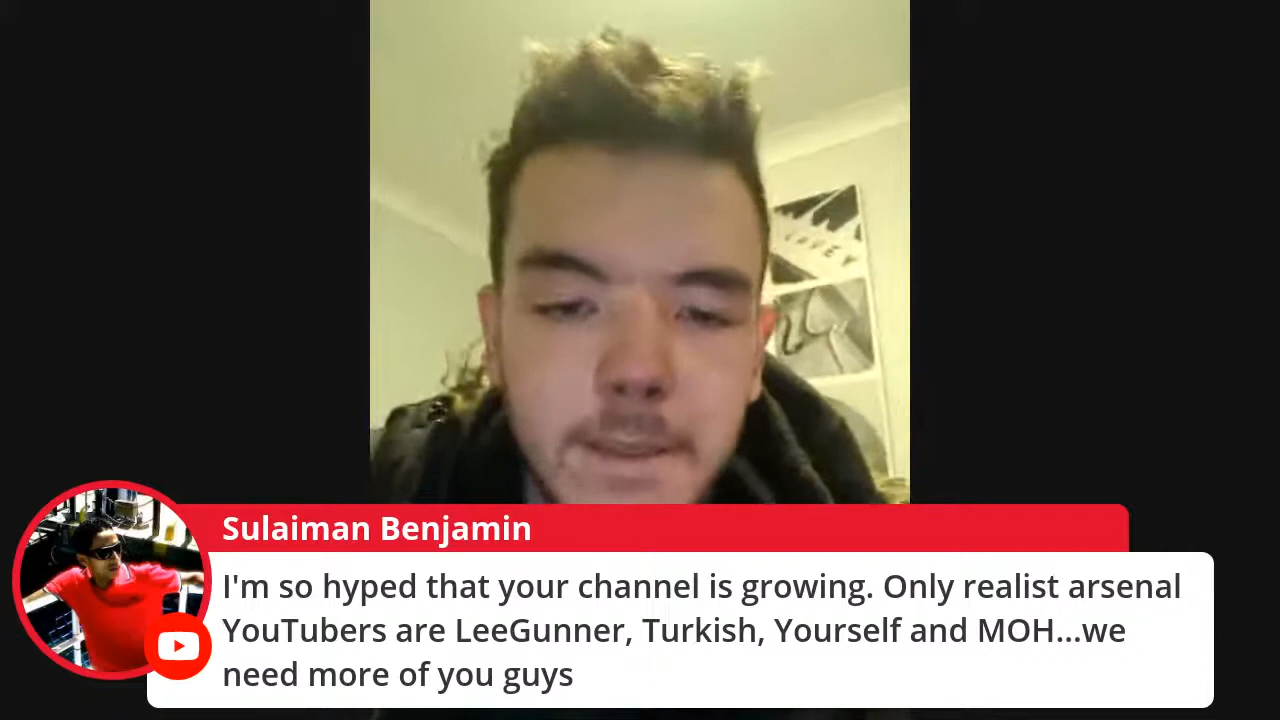 Sulaiman Benjamin
I'm so hyped that your channel is growing. Only realist arsenal
YouTubers are LeeGunner, Turkish, Yourself and MOH...we
need more of you guys